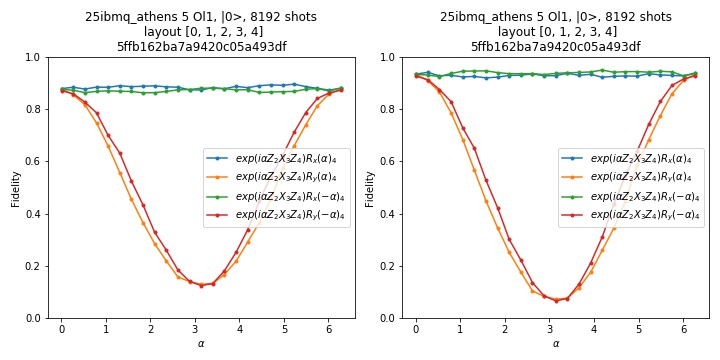 25ibmq_athens 5 Ol1, |0>, 8192 shots
layout [0, 1, 2, 3, 4]
5ffb162ba7a9420c05a493df
Fidelity
1.0
0.8
0.6
0.4
0.2
0.0
exp(iαZ₂X₃Z₄)Rₓ(α)₄
exp(iαZ₂X₃Z₄)R_y(α)₄
exp(iαZ₂X₃Z₄)Rₓ(−α)₄
exp(iαZ₂X₃Z₄)R_y(−α)₄
0 1 2 3 4 5 6
α
25ibmq_athens 5 Ol1, |0>, 8192 shots
layout [0, 1, 2, 3, 4]
5ffb162ba7a9420c05a493df
Fidelity
1.0
0.8
0.6
0.4
0.2
0.0
exp(iαZ₂X₃Z₄)Rₓ(α)₄
exp(iαZ₂X₃Z₄)R_y(α)₄
exp(iαZ₂X₃Z₄)Rₓ(−α)₄
exp(iαZ₂X₃Z₄)R_y(−α)₄
0 1 2 3 4 5 6
α